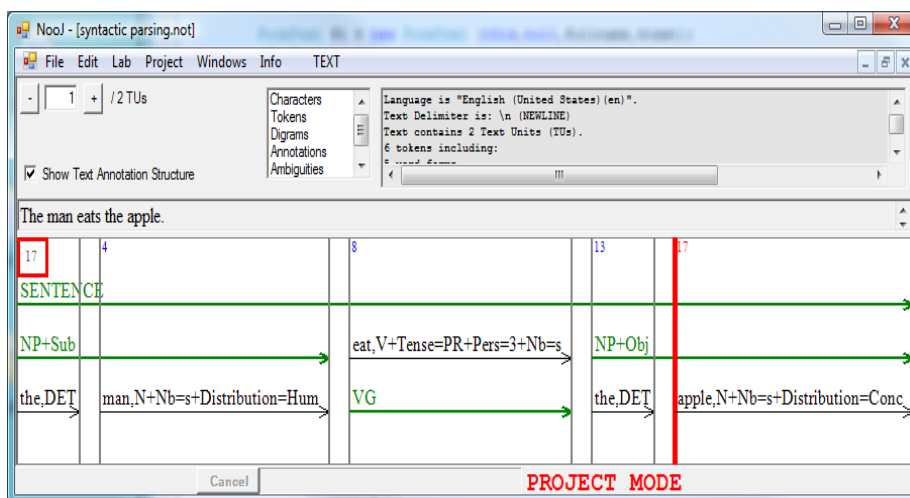 NooJ - [syntactic parsing.not]
File Edit Lab Project Windows Info TEXT
- 1 + / 2 TUs
Show Text Annotation Structure
Characters
Tokens
Digrams
Annotations
Ambiguities
Language is "English (United States)(en)".
Text Delimiter is: \n (NEWLINE)
Text contains 2 Text Units (TUs).
6 tokens including:
The man eats the apple.
17 4 8 13 17
SENTENCE
NP+Sub eat,V+Tense=PR+Pers=3+Nb=s NP+Obj
the,DET man,N+Nb=s+Distribution=Hum VG the,DET apple,N+Nb=s+Distribution=Conc
Cancel PROJECT MODE